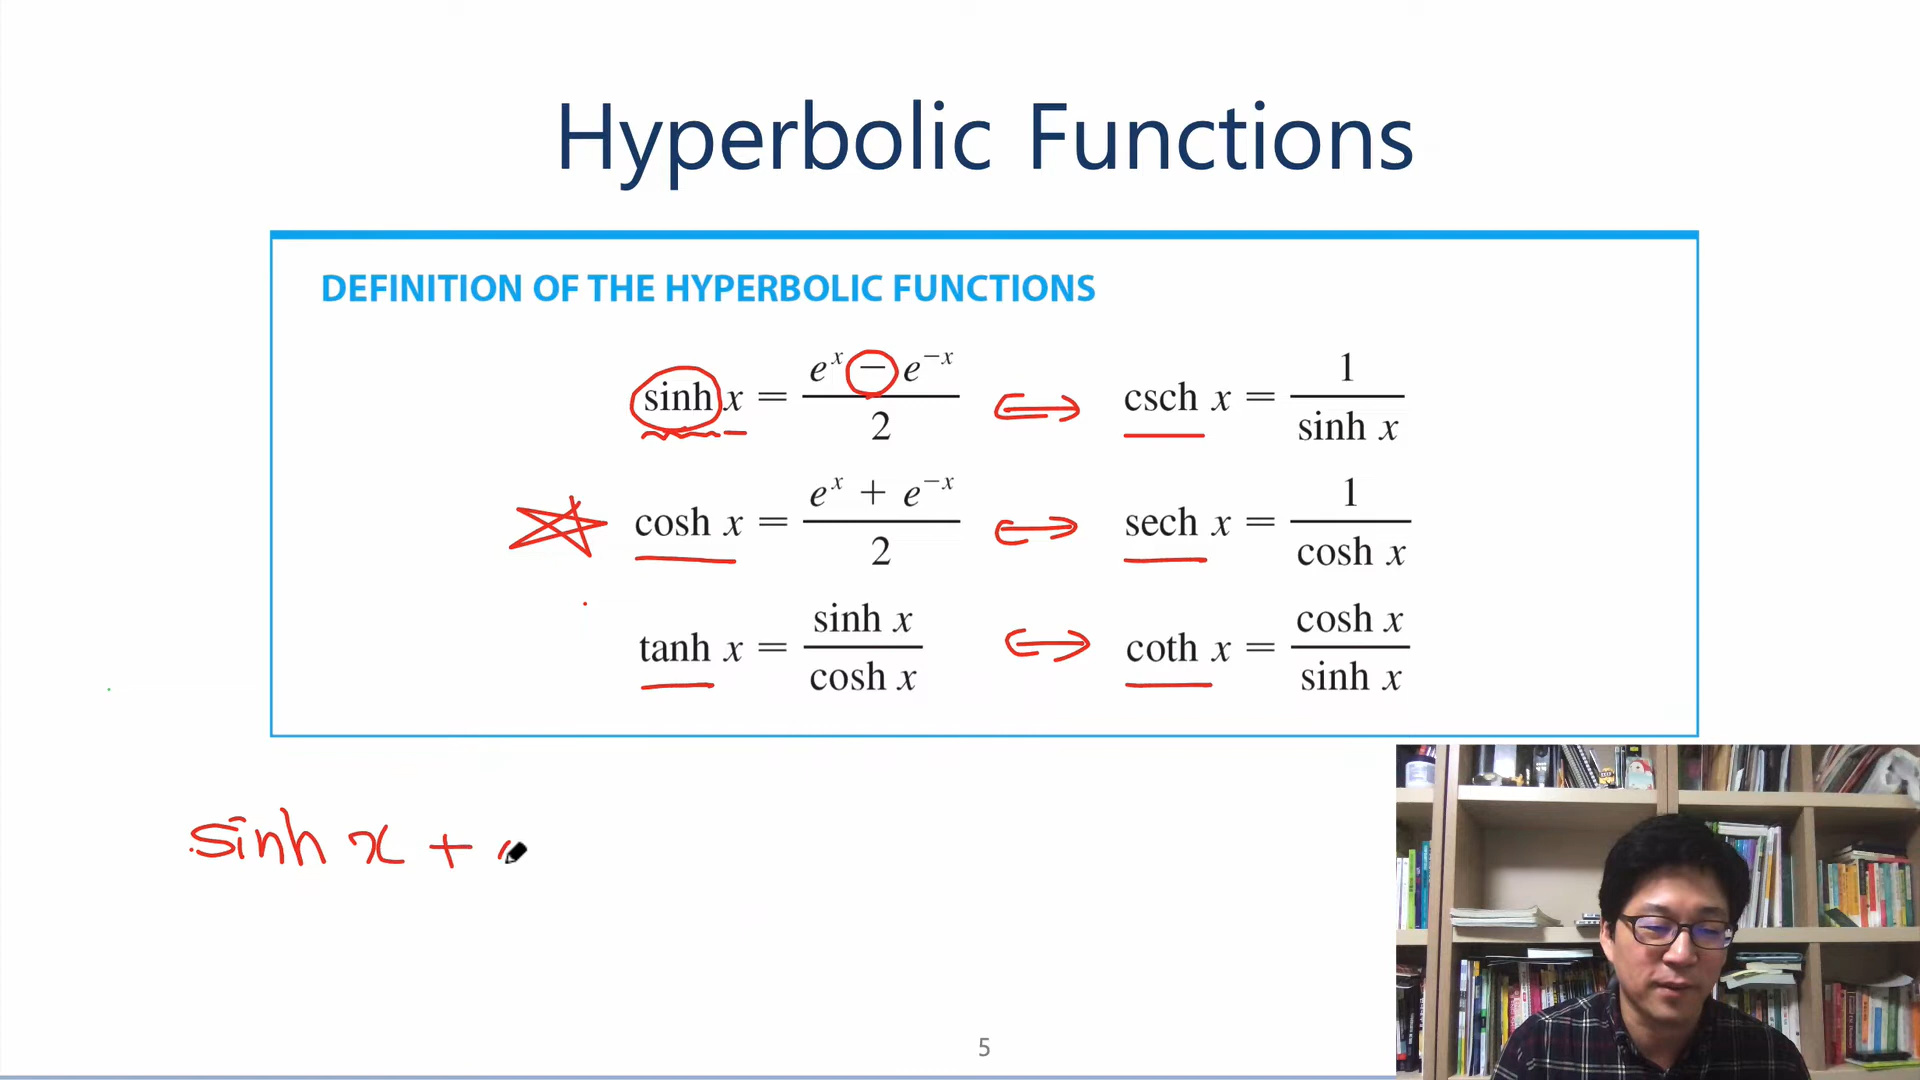 Hyperbolic Functions
DEFINITION OF THE HYPERBOLIC FUNCTIONS
sinh x = (e^x − e^{−x})/2 ⟺ csch x = 1/(sinh x)
cosh x = (e^x + e^{−x})/2 ⟺ sech x = 1/(cosh x)
tanh x = (sinh x)/(cosh x) ⟺ coth x = (cosh x)/(sinh x)
sinh x +
5